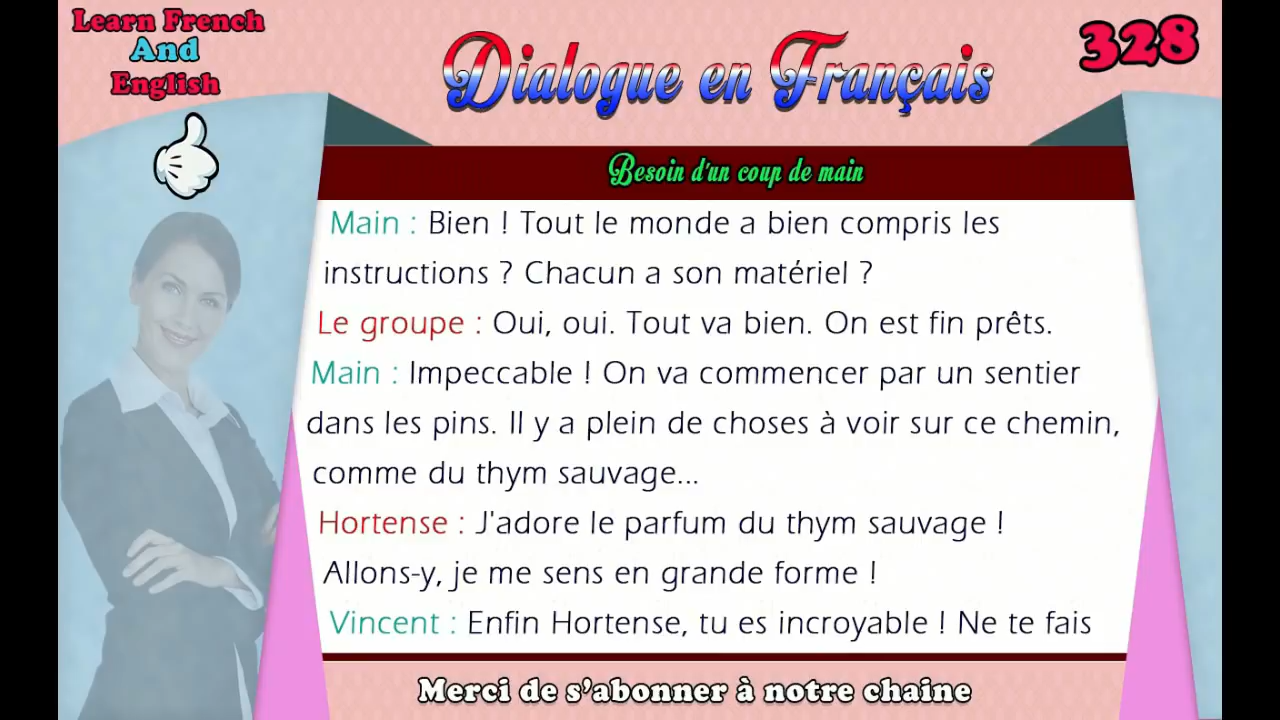 Learn French
And
English
Dialogue en Français
328
Besoin d'un coup de main
Main : Bien ! Tout le monde a bien compris les
instructions ? Chacun a son matériel ?
Le groupe : Oui, oui. Tout va bien. On est fin prêts.
Main : Impeccable ! On va commencer par un sentier
dans les pins. Il y a plein de choses à voir sur ce chemin,
comme du thym sauvage...
Hortense : J'adore le parfum du thym sauvage !
Allons-y, je me sens en grande forme !
Vincent : Enfin Hortense, tu es incroyable ! Ne te fais
Merci de s'abonner à notre chaine